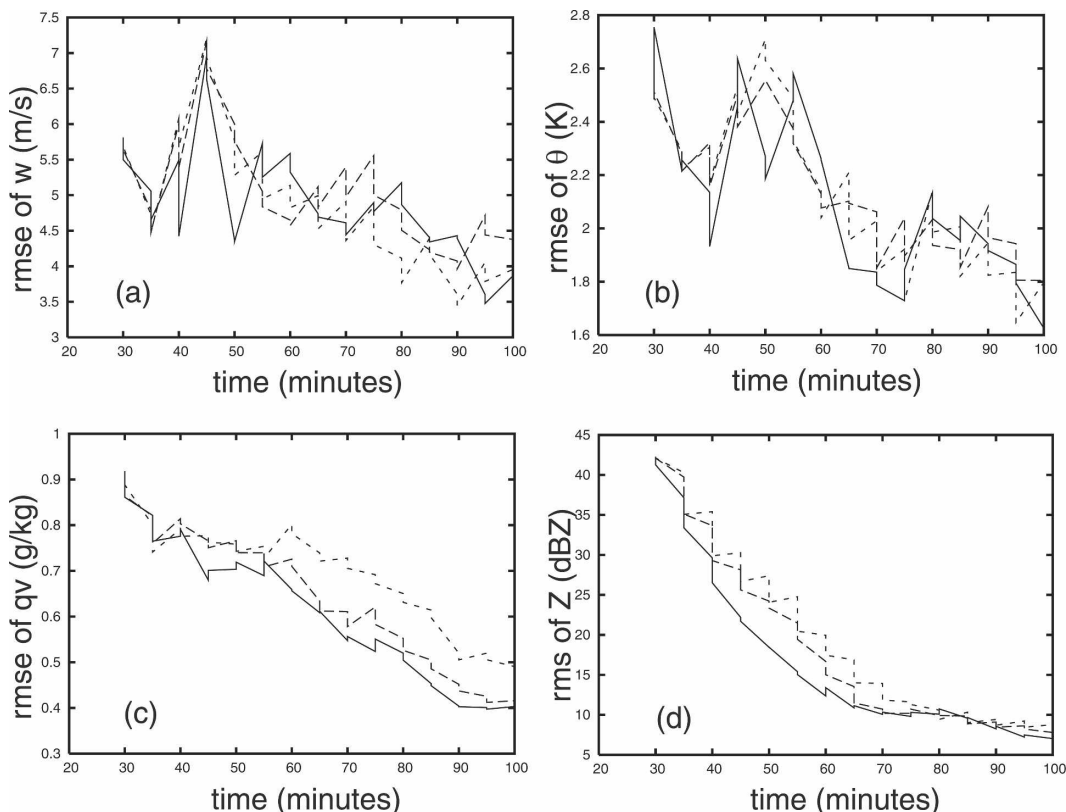 7.5
7
6.5
6
5.5
5
4.5
4
3.5
3
rmse of w (m/s)
(a)
20 30 40 50 60 70 80 90 100
time (minutes)
2.8
2.6
2.4
2.2
2
1.8
1.6
rmse of θ (K)
(b)
20 30 40 50 60 70 80 90 100
time (minutes)
1
0.9
0.8
0.7
0.6
0.5
0.4
0.3
rmse of qv (g/kg)
(c)
20 30 40 50 60 70 80 90 100
time (minutes)
45
40
35
30
25
20
15
10
5
rms of Z (dBZ)
(d)
20 30 40 50 60 70 80 90 100
time (minutes)